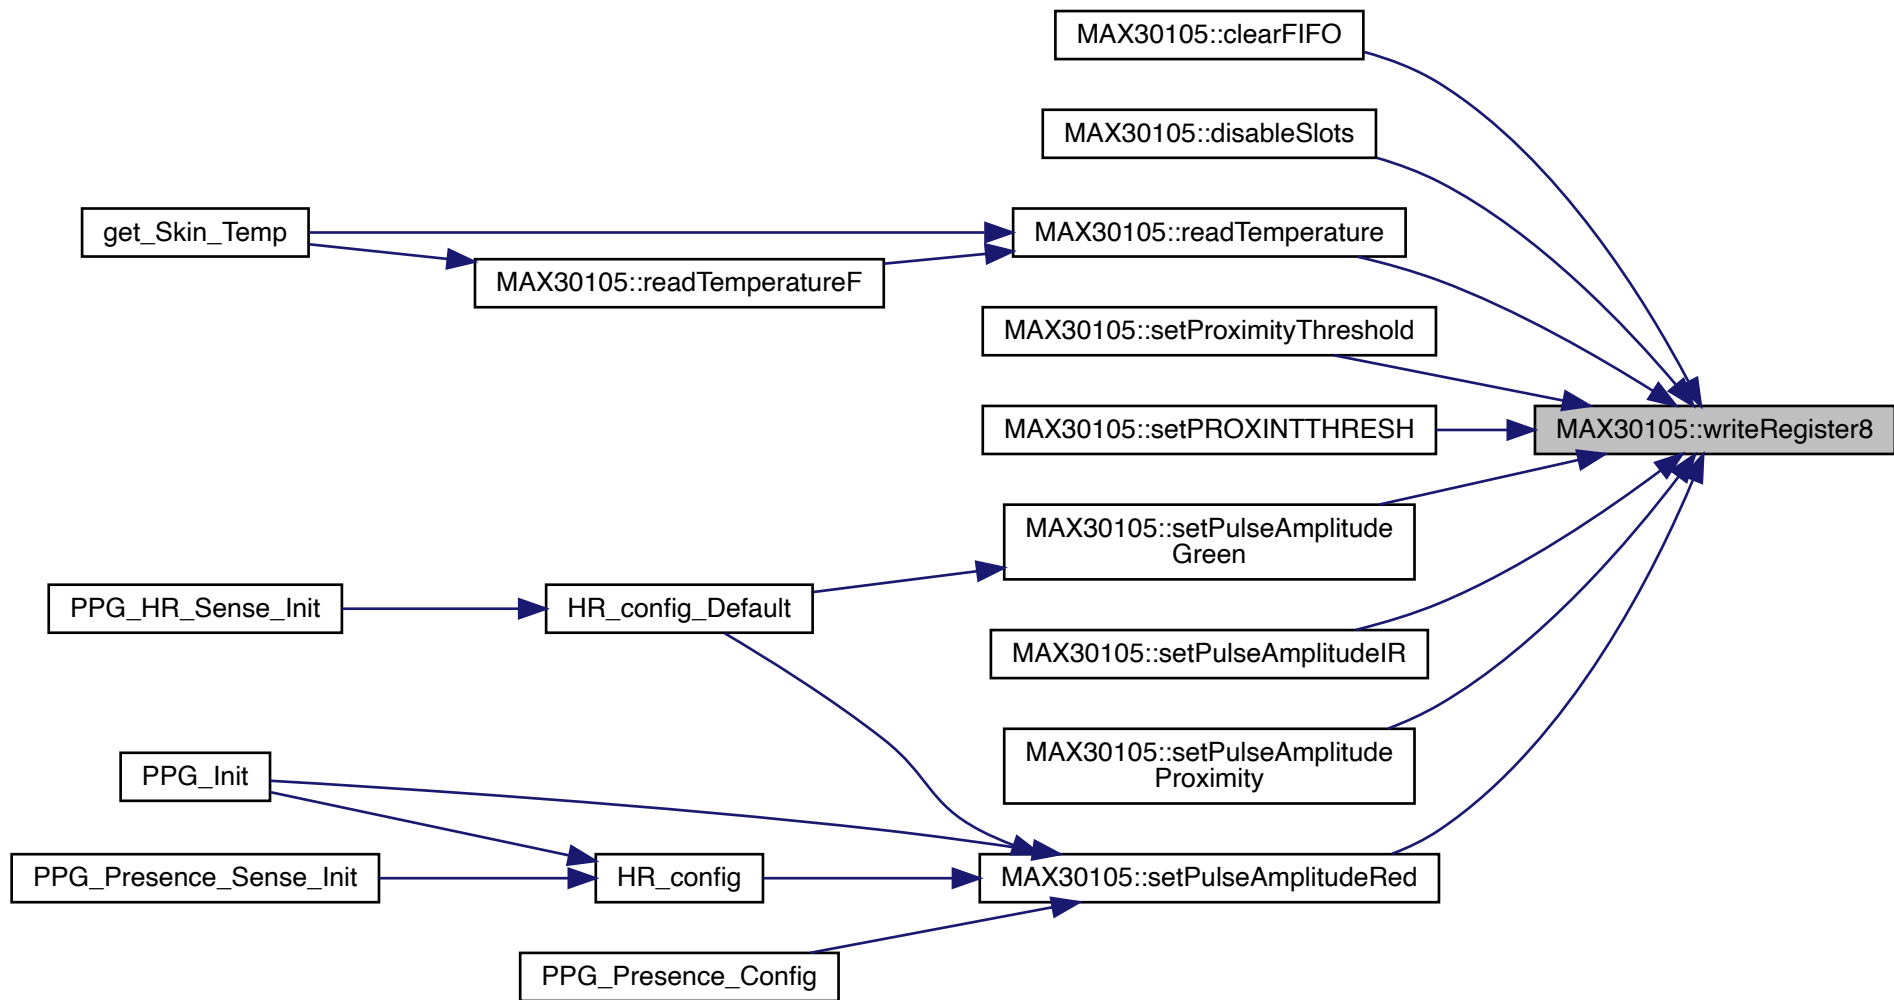 MAX30105::clearFIFO
MAX30105::disableSlots
get_Skin_Temp
MAX30105::readTemperature
MAX30105::readTemperatureF
MAX30105::setProximityThreshold
MAX30105::setPROXINTTHRESH
MAX30105::writeRegister8
MAX30105::setPulseAmplitude
Green
PPG_HR_Sense_Init
HR_config_Default
MAX30105::setPulseAmplitudeIR
MAX30105::setPulseAmplitude
Proximity
PPG_Init
PPG_Presence_Sense_Init
HR_config
MAX30105::setPulseAmplitudeRed
PPG_Presence_Config